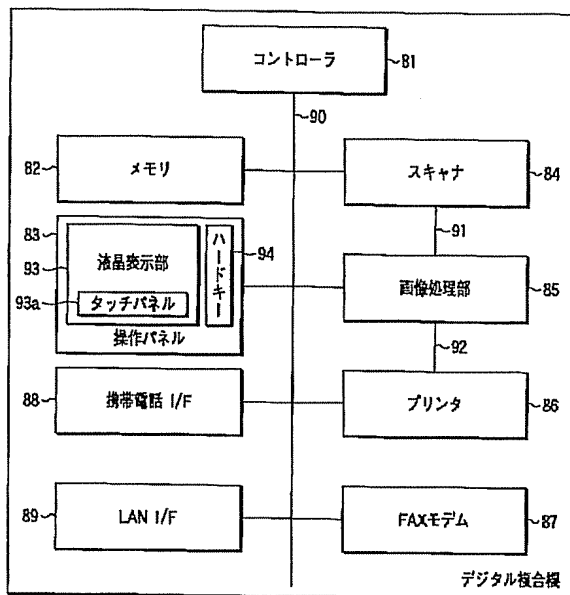 コントローラ
81
90
82
メモリ
スキャナ
84
83
91
93
液晶表示部
ハードキー
94
93a
タッチパネル
操作パネル
画像処理部
85
92
88
携帯電話 I/F
プリンタ
86
89
LAN I/F
FAXモデム
87
デジタル複合機